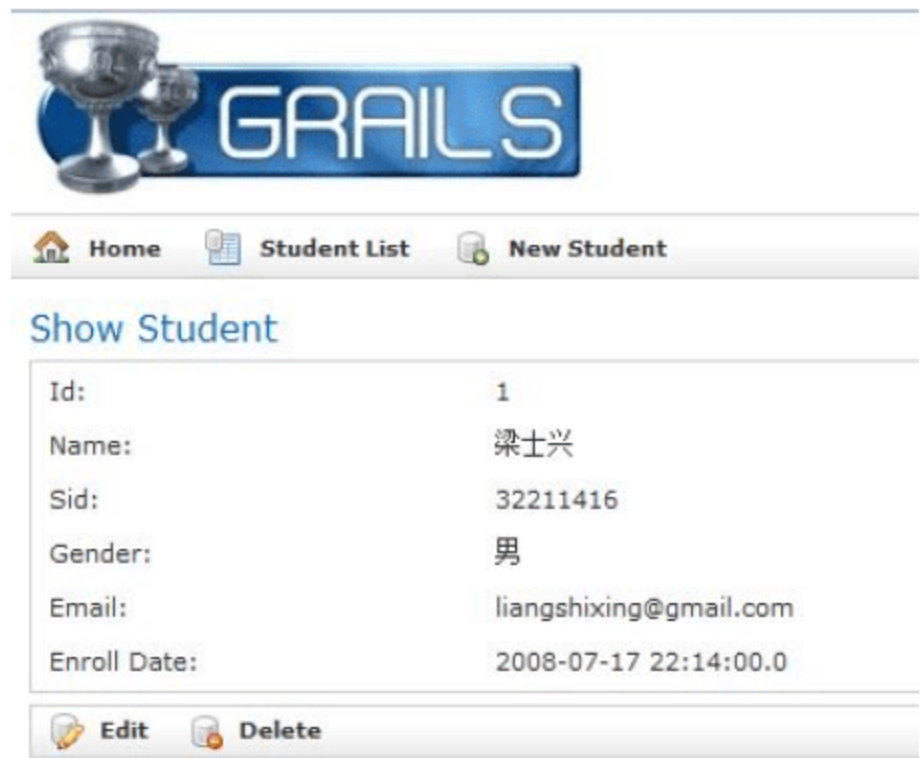 GRAILS
Home Student List New Student
Show Student
Id: 1
Name: 梁士兴
Sid: 32211416
Gender: 男
Email: liangshixing@gmail.com
Enroll Date: 2008-07-17 22:14:00.0
Edit Delete